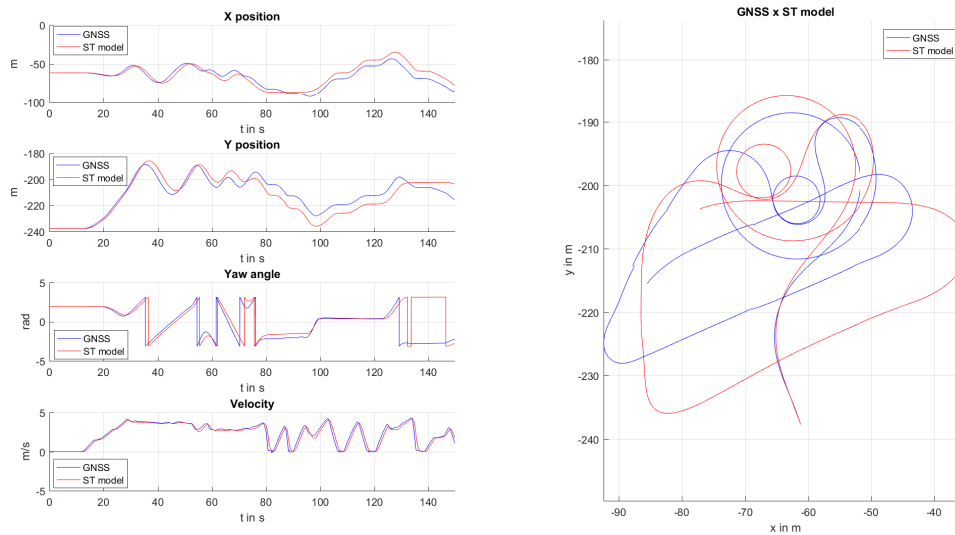 X position
0
-50
-100
m
GNSS
ST model
0 20 40 60 80 100 120 140
t in s
Y position
-180
-200
-220
-240
m
GNSS
ST model
0 20 40 60 80 100 120 140
t in s
Yaw angle
5
0
-5
rad
GNSS
ST model
0 20 40 60 80 100 120 140
t in s
Velocity
5
0
-5
m/s
GNSS
ST model
0 20 40 60 80 100 120 140
t in s
GNSS x ST model
GNSS
ST model
-180
-190
-200
-210
-220
-230
-240
y in m
-90 -80 -70 -60 -50 -40
x in m